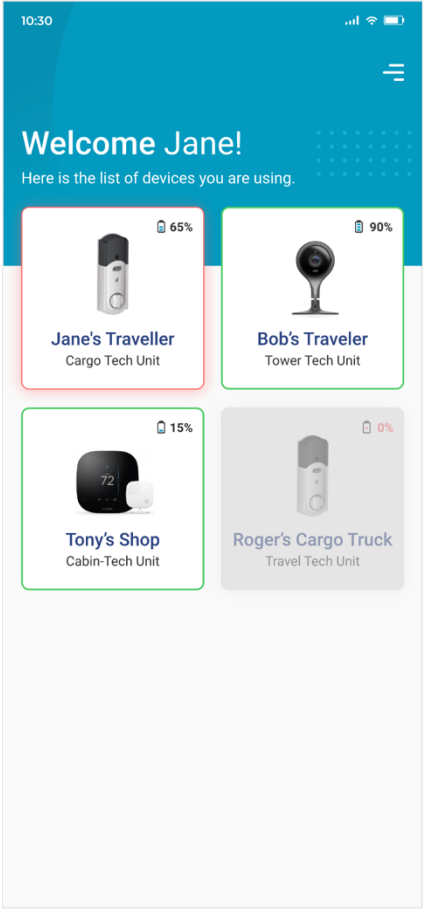 10:30
Welcome Jane!
Here is the list of devices you are using.
65%
Jane's Traveller
Cargo Tech Unit
90%
Bob's Traveler
Tower Tech Unit
15%
72
Tony's Shop
Cabin-Tech Unit
0%
Roger's Cargo Truck
Travel Tech Unit